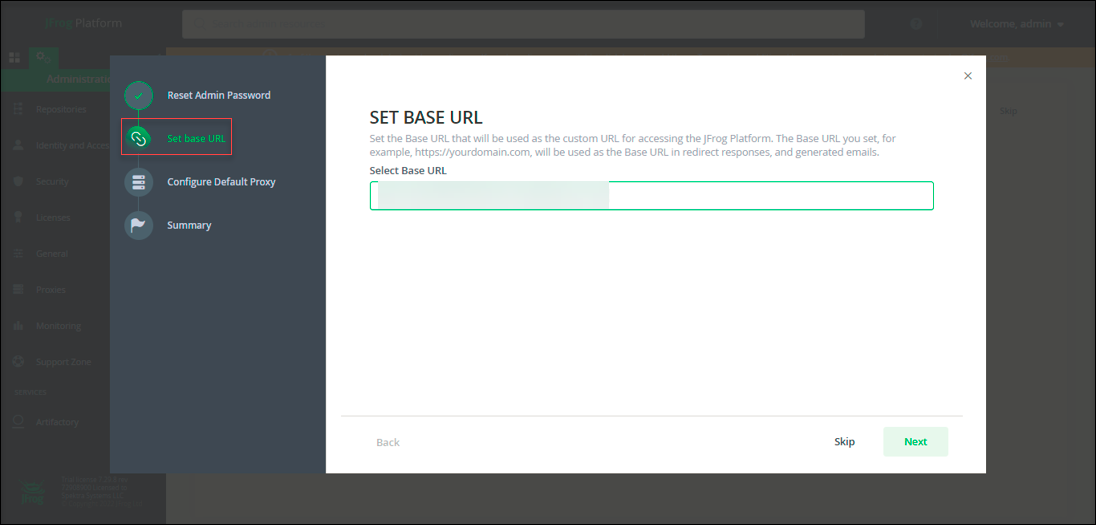 jfrog Platform
Welcome, admin
Administratio
Repositories
Identity and Acces
Security
Licenses
General
Proxies
Monitoring
Support Zone
SERVICES
Artifactory
Skip
Reset Admin Password
Set base URL
Configure Default Proxy
Summary
SET BASE URL
Set the Base URL that will be used as the custom URL for accessing the JFrog Platform. The Base URL you set, for
example, https://yourdomain.com, will be used as the Base URL in redirect responses, and generated emails.
Select Base URL
Back
Skip
Next